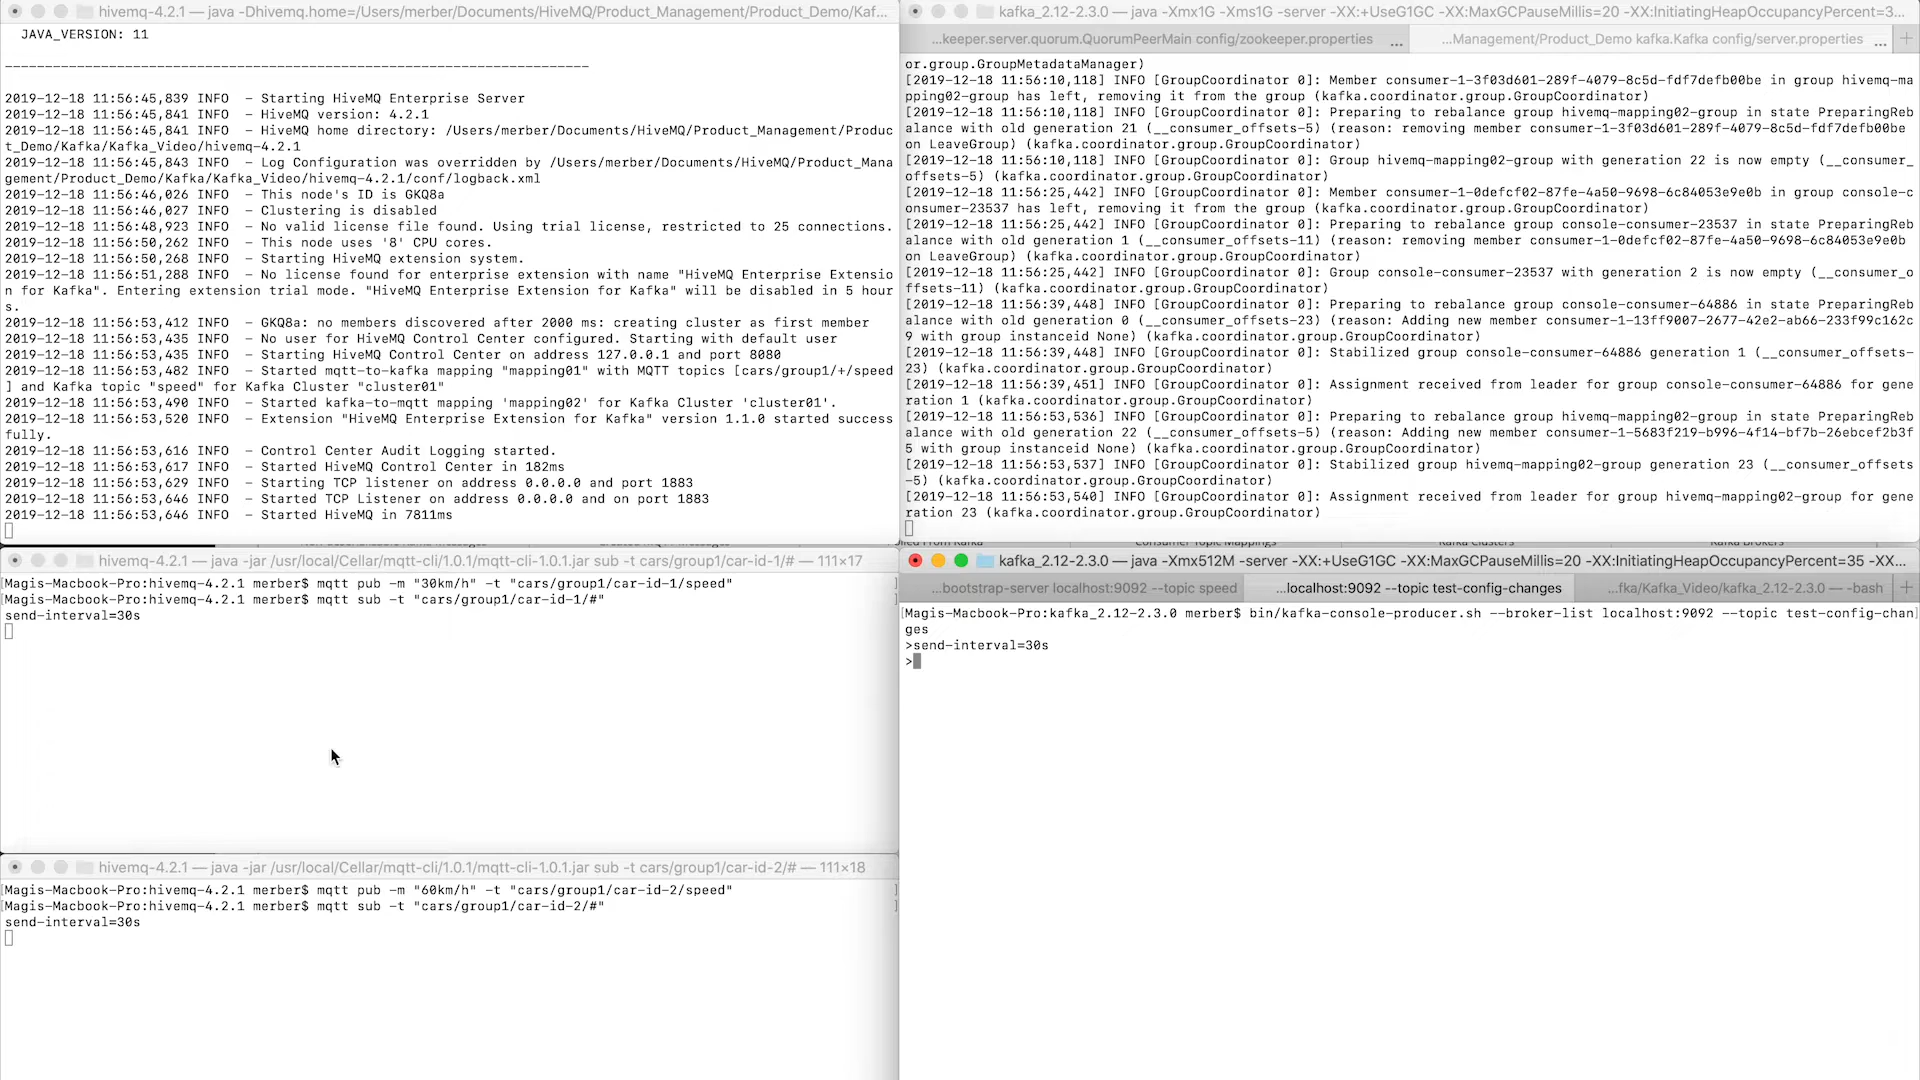 hivemq-4.2.1 — java -Dhivemq.home=/Users/merber/Documents/HiveMQ/Product_Management/Product_Demo/Kaf...
JAVA_VERSION: 11
-------------------------------------------------------------------------
2019-12-18 11:56:45,839 INFO  - Starting HiveMQ Enterprise Server
2019-12-18 11:56:45,841 INFO  - HiveMQ version: 4.2.1
2019-12-18 11:56:45,841 INFO  - HiveMQ home directory: /Users/merber/Documents/HiveMQ/Product_Management/Produc
t_Demo/Kafka/Kafka_Video/hivemq-4.2.1
2019-12-18 11:56:45,843 INFO  - Log Configuration was overridden by /Users/merber/Documents/HiveMQ/Product_Mana
gement/Product_Demo/Kafka/Kafka_Video/hivemq-4.2.1/conf/logback.xml
2019-12-18 11:56:46,026 INFO  - This node's ID is GKQ8a
2019-12-18 11:56:46,027 INFO  - Clustering is disabled
2019-12-18 11:56:48,923 INFO  - No valid license file found. Using trial license, restricted to 25 connections.
2019-12-18 11:56:50,262 INFO  - This node uses '8' CPU cores.
2019-12-18 11:56:50,268 INFO  - Starting HiveMQ extension system.
2019-12-18 11:56:51,288 INFO  - No license found for enterprise extension with name "HiveMQ Enterprise Extensio
n for Kafka". Entering extension trial mode. "HiveMQ Enterprise Extension for Kafka" will be disabled in 5 hour
s.
2019-12-18 11:56:53,412 INFO  - GKQ8a: no members discovered after 2000 ms: creating cluster as first member
2019-12-18 11:56:53,435 INFO  - No user for HiveMQ Control Center configured. Starting with default user
2019-12-18 11:56:53,435 INFO  - Starting HiveMQ Control Center on address 127.0.0.1 and port 8080
2019-12-18 11:56:53,482 INFO  - Started mqtt-to-kafka mapping "mapping01" with MQTT topics [cars/group1/+/speed
] and Kafka topic "speed" for Kafka Cluster "cluster01"
2019-12-18 11:56:53,490 INFO  - Started kafka-to-mqtt mapping 'mapping02' for Kafka Cluster 'cluster01'.
2019-12-18 11:56:53,520 INFO  - Extension "HiveMQ Enterprise Extension for Kafka" version 1.1.0 started success
fully.
2019-12-18 11:56:53,616 INFO  - Control Center Audit Logging started.
2019-12-18 11:56:53,617 INFO  - Started HiveMQ Control Center in 182ms
2019-12-18 11:56:53,629 INFO  - Starting TCP listener on address 0.0.0.0 and port 1883
2019-12-18 11:56:53,646 INFO  - Started TCP Listener on address 0.0.0.0 and on port 1883
2019-12-18 11:56:53,646 INFO  - Started HiveMQ in 7811ms
kafka_2.12-2.3.0 — java -Xmx1G -Xms1G -server -XX:+UseG1GC -XX:MaxGCPauseMillis=20 -XX:InitiatingHeapOccupancyPercent=3...
...keeper.server.quorum.QuorumPeerMain config/zookeeper.properties ...
...Management/Product_Demo kafka.Kafka config/server.properties ...
or.group.GroupMetadataManager)
[2019-12-18 11:56:10,118] INFO [GroupCoordinator 0]: Member consumer-1-3f03d601-289f-4079-8c5d-fdf7defb00be in group hivemq-ma
pping02-group has left, removing it from the group (kafka.coordinator.group.GroupCoordinator)
[2019-12-18 11:56:10,118] INFO [GroupCoordinator 0]: Preparing to rebalance group hivemq-mapping02-group in state PreparingReb
alance with old generation 21 (__consumer_offsets-5) (reason: removing member consumer-1-3f03d601-289f-4079-8c5d-fdf7defb00be
on LeaveGroup) (kafka.coordinator.group.GroupCoordinator)
[2019-12-18 11:56:10,118] INFO [GroupCoordinator 0]: Group hivemq-mapping02-group with generation 22 is now empty (__consumer_
offsets-5) (kafka.coordinator.group.GroupCoordinator)
[2019-12-18 11:56:25,442] INFO [GroupCoordinator 0]: Member consumer-1-0defcf02-87fe-4a50-9698-6c84053e9e0b in group console-c
onsumer-23537 has left, removing it from the group (kafka.coordinator.group.GroupCoordinator)
[2019-12-18 11:56:25,442] INFO [GroupCoordinator 0]: Preparing to rebalance group console-consumer-23537 in state PreparingReb
alance with old generation 1 (__consumer_offsets-11) (reason: removing member consumer-1-0defcf02-87fe-4a50-9698-6c84053e9e0b
on LeaveGroup) (kafka.coordinator.group.GroupCoordinator)
[2019-12-18 11:56:25,442] INFO [GroupCoordinator 0]: Group console-consumer-23537 with generation 2 is now empty (__consumer_o
ffsets-11) (kafka.coordinator.group.GroupCoordinator)
[2019-12-18 11:56:39,448] INFO [GroupCoordinator 0]: Preparing to rebalance group console-consumer-64886 in state PreparingReb
alance with old generation 0 (__consumer_offsets-23) (reason: Adding new member consumer-1-13ff9007-2677-42e2-ab66-233f99c162c
9 with group instanceid None) (kafka.coordinator.group.GroupCoordinator)
[2019-12-18 11:56:39,448] INFO [GroupCoordinator 0]: Stabilized group console-consumer-64886 generation 1 (__consumer_offsets-
23) (kafka.coordinator.group.GroupCoordinator)
[2019-12-18 11:56:39,451] INFO [GroupCoordinator 0]: Assignment received from leader for group console-consumer-64886 for gene
ration 1 (kafka.coordinator.group.GroupCoordinator)
[2019-12-18 11:56:53,536] INFO [GroupCoordinator 0]: Preparing to rebalance group hivemq-mapping02-group in state PreparingReb
alance with old generation 22 (__consumer_offsets-5) (reason: Adding new member consumer-1-5683f219-b996-4f14-bf7b-26ebcef2b3f
5 with group instanceid None) (kafka.coordinator.group.GroupCoordinator)
[2019-12-18 11:56:53,537] INFO [GroupCoordinator 0]: Stabilized group hivemq-mapping02-group generation 23 (__consumer_offsets
-5) (kafka.coordinator.group.GroupCoordinator)
[2019-12-18 11:56:53,540] INFO [GroupCoordinator 0]: Assignment received from leader for group hivemq-mapping02-group for gene
ration 23 (kafka.coordinator.group.GroupCoordinator)
hivemq-4.2.1 — java -jar /usr/local/Cellar/mqtt-cli/1.0.1/mqtt-cli-1.0.1.jar sub -t cars/group1/car-id-1/# — 111×17
[Magis-Macbook-Pro:hivemq-4.2.1 merber$ mqtt pub -m "30km/h" -t "cars/group1/car-id-1/speed" ]
[Magis-Macbook-Pro:hivemq-4.2.1 merber$ mqtt sub -t "cars/group1/car-id-1/#" ]
send-interval=30s
hivemq-4.2.1 — java -jar /usr/local/Cellar/mqtt-cli/1.0.1/mqtt-cli-1.0.1.jar sub -t cars/group1/car-id-2/# — 111×18
[Magis-Macbook-Pro:hivemq-4.2.1 merber$ mqtt pub -m "60km/h" -t "cars/group1/car-id-2/speed" ]
[Magis-Macbook-Pro:hivemq-4.2.1 merber$ mqtt sub -t "cars/group1/car-id-2/#" ]
send-interval=30s
kafka_2.12-2.3.0 — java -Xmx512M -server -XX:+UseG1GC -XX:MaxGCPauseMillis=20 -XX:InitiatingHeapOccupancyPercent=35 -XX...
...bootstrap-server localhost:9092 --topic speed
...localhost:9092 --topic test-config-changes
...fka/Kafka_Video/kafka_2.12-2.3.0 — -bash
[Magis-Macbook-Pro:kafka_2.12-2.3.0 merber$ bin/kafka-console-producer.sh --broker-list localhost:9092 --topic test-config-chan]
ges
>send-interval=30s
>